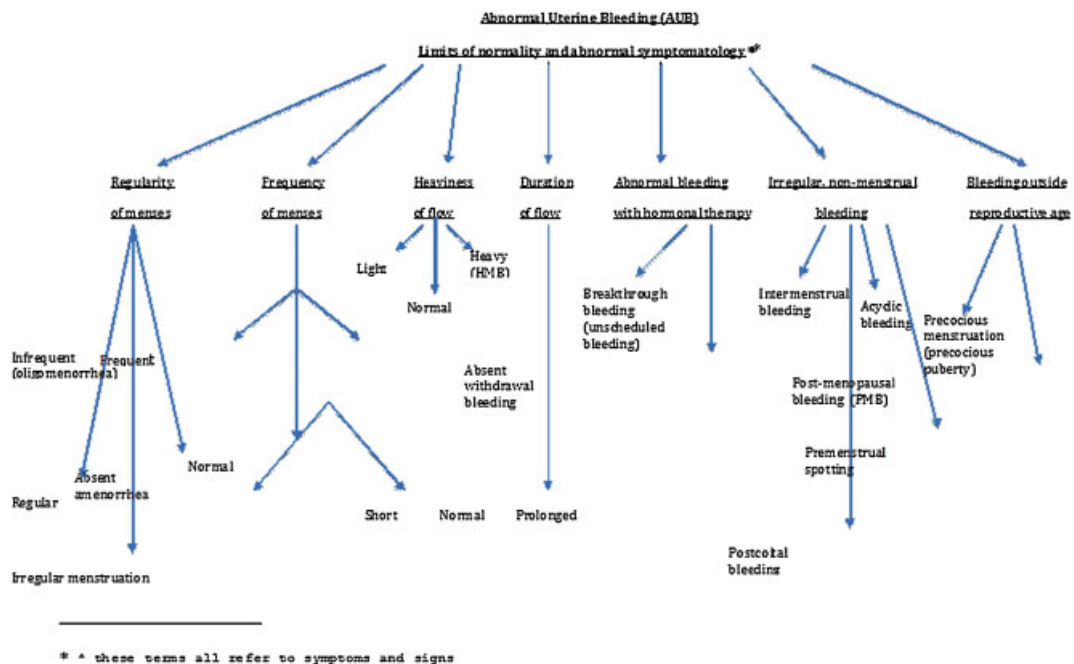 Abnormal Uterine Bleeding (AUB)
Limits of normality and abnormal symptomatology **
Regularity
of menses
Frequency
of menses
Heaviness
of flow
Duration
of flow
Abnormal bleeding
with hormonal therapy
Irregular, non-menstrual
bleeding
Bleeding outside
reproductive age
Light
Heavy
(HMB)
Normal
Breakthrough
bleeding
(unscheduled
bleeding)
Intermenstrual
bleeding
Acyclic
bleeding
Precocious
menstruation
(precocious
puberty)
Infrequent
(oligomenorrhea)
Frequent
Absent
withdrawal
bleeding
Post-menopausal
bleeding (PMB)
Premenstrual
spotting
Normal
Absent
amenorrhea
Regular
Short
Normal
Prolonged
Postcoital
bleeding
Irregular menstruation
* * these terms all refer to symptoms and signs